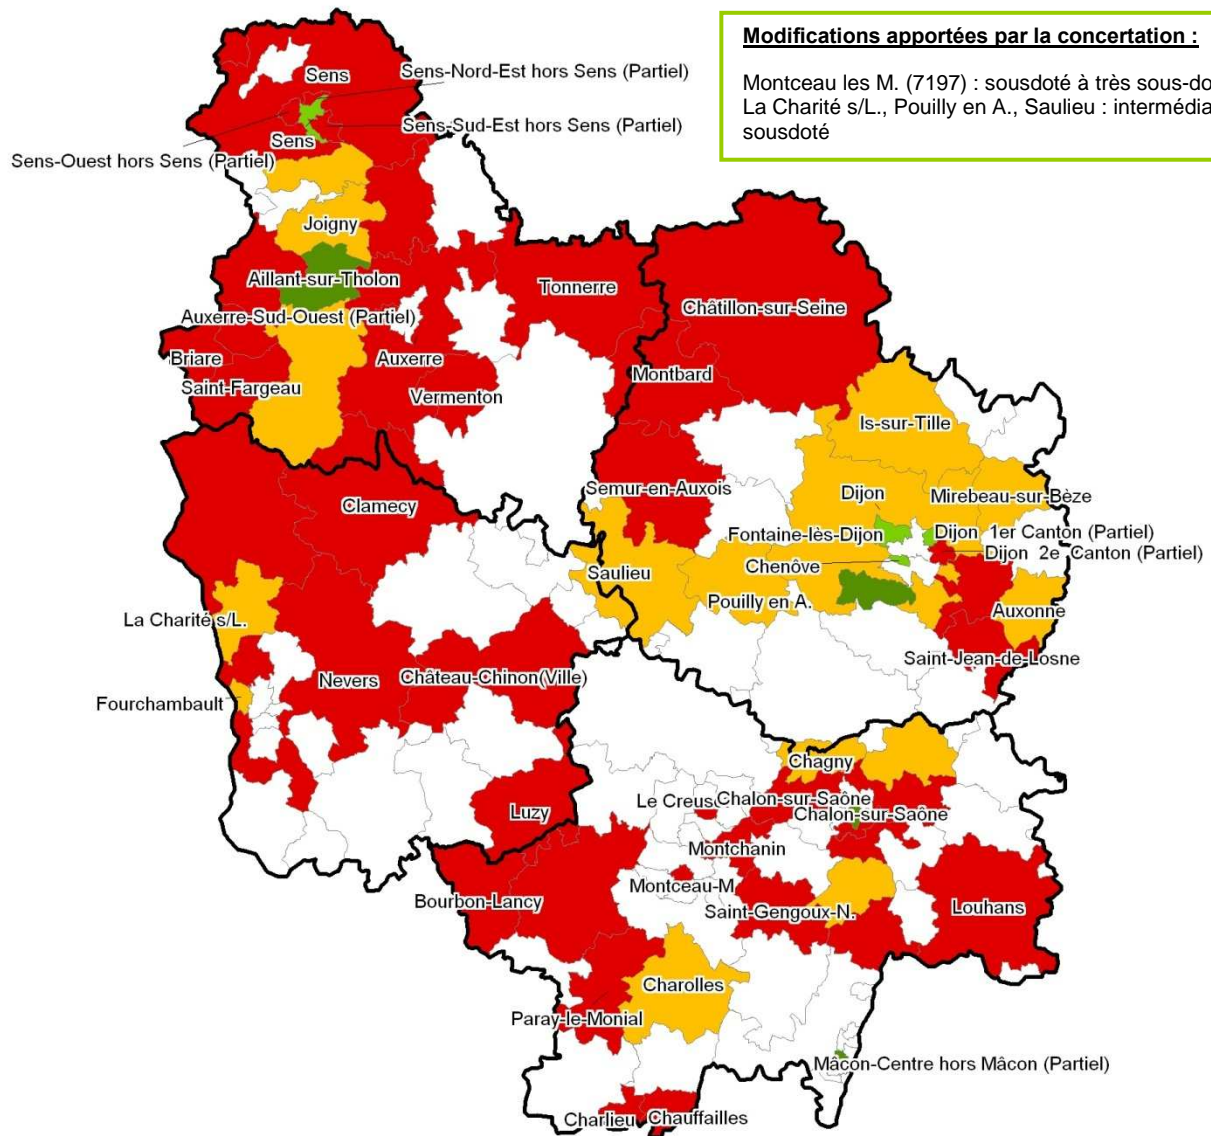 Modifications apportées par la concertation :
Montceau les M. (7197) : sousdoté à très sous-do
La Charité s/L., Pouilly en A., Saulieu : intermédia
sousdoté
Sens
Sens-Nord-Est hors Sens (Partiel)
Sens-Sud-Est hors Sens (Partiel)
Sens
Sens-Ouest hors Sens (Partiel)
Joigny
Aillant-sur-Tholon
Tonnerre
Châtillon-sur-Seine
Auxerre-Sud-Ouest (Partiel)
Briare
Auxerre
Saint-Fargeau
Montbard
Vermenton
Is-sur-Tille
Clamecy
Semur-en-Auxois
Dijon
Mirebeau-sur-Bèze
Fontaine-lès-Dijon
Dijon 1er Canton (Partiel)
Dijon 2e Canton (Partiel)
Chenôve
Saulieu
Pouilly en A.
Auxonne
La Charité s/L.
Saint-Jean-de-Losne
Nevers
Château-Chinon(Ville)
Fourchambault
Chagny
Le Creuso
Chalon-sur-Saône
Chalon-sur-Saône
Luzy
Montchanin
Montceau-M
Bourbon-Lancy
Saint-Gengoux-N.
Louhans
Charolles
Paray-le-Monial
Mâcon-Centre hors Mâcon (Partiel)
Charlieu
Chauffailles